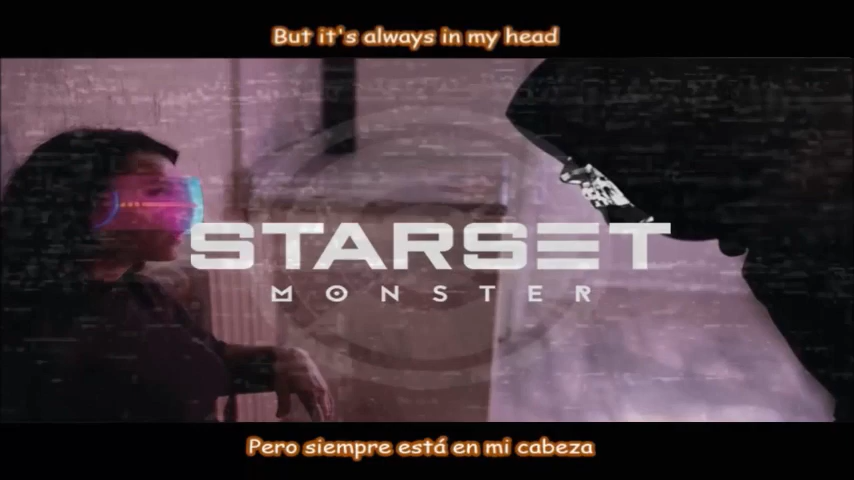 But it's always in my head
STARSET
MONSTER
Pero siempre está en mi cabeza